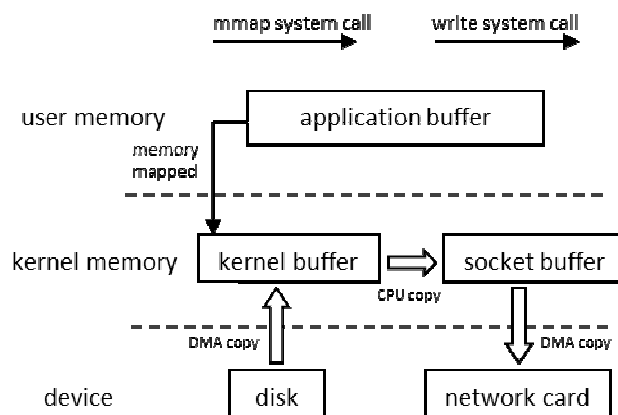 mmap system call
write system call
user memory
application buffer
memory
mapped
kernel memory
kernel buffer
socket buffer
CPU copy
DMA copy
DMA copy
device
disk
network card